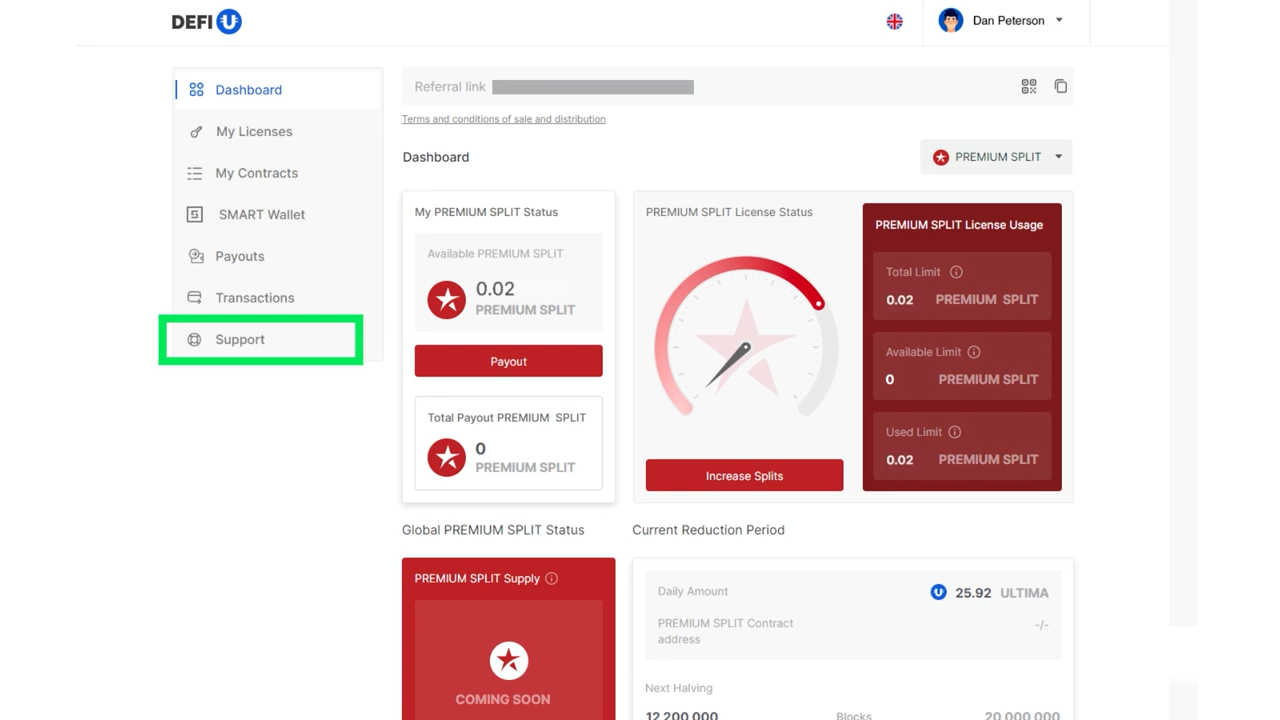 DEFI U
Dan Peterson
Dashboard
My Licenses
My Contracts
SMART Wallet
Payouts
Transactions
Support
Referral link
Terms and conditions of sale and distribution
Dashboard
PREMIUM SPLIT
My PREMIUM SPLIT Status
Available PREMIUM SPLIT
0.02
PREMIUM SPLIT
Payout
Total Payout PREMIUM SPLIT
0
PREMIUM SPLIT
PREMIUM SPLIT License Status
Increase Splits
PREMIUM SPLIT License Usage
Total Limit
0.02 PREMIUM SPLIT
Available Limit
0 PREMIUM SPLIT
Used Limit
0.02 PREMIUM SPLIT
Global PREMIUM SPLIT Status
PREMIUM SPLIT Supply
COMING SOON
Current Reduction Period
Daily Amount
25.92 ULTIMA
PREMIUM SPLIT Contract
address
-/-
Next Halving
12 200 000 Blocks 20 000 000